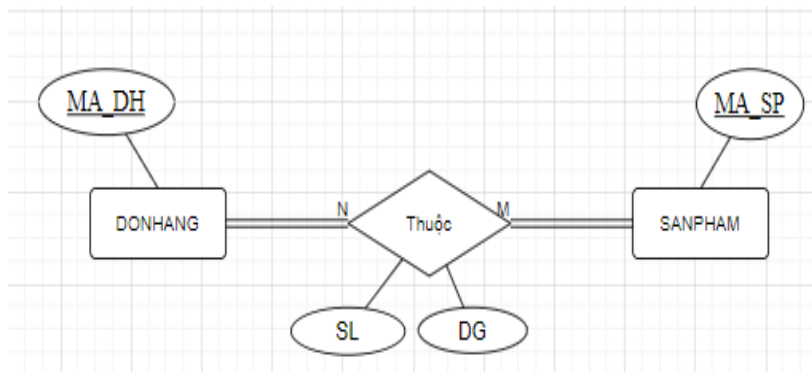 MA_DH
MA_SP
DONHANG
N
Thuộc
M
SANPHAM
SL
DG